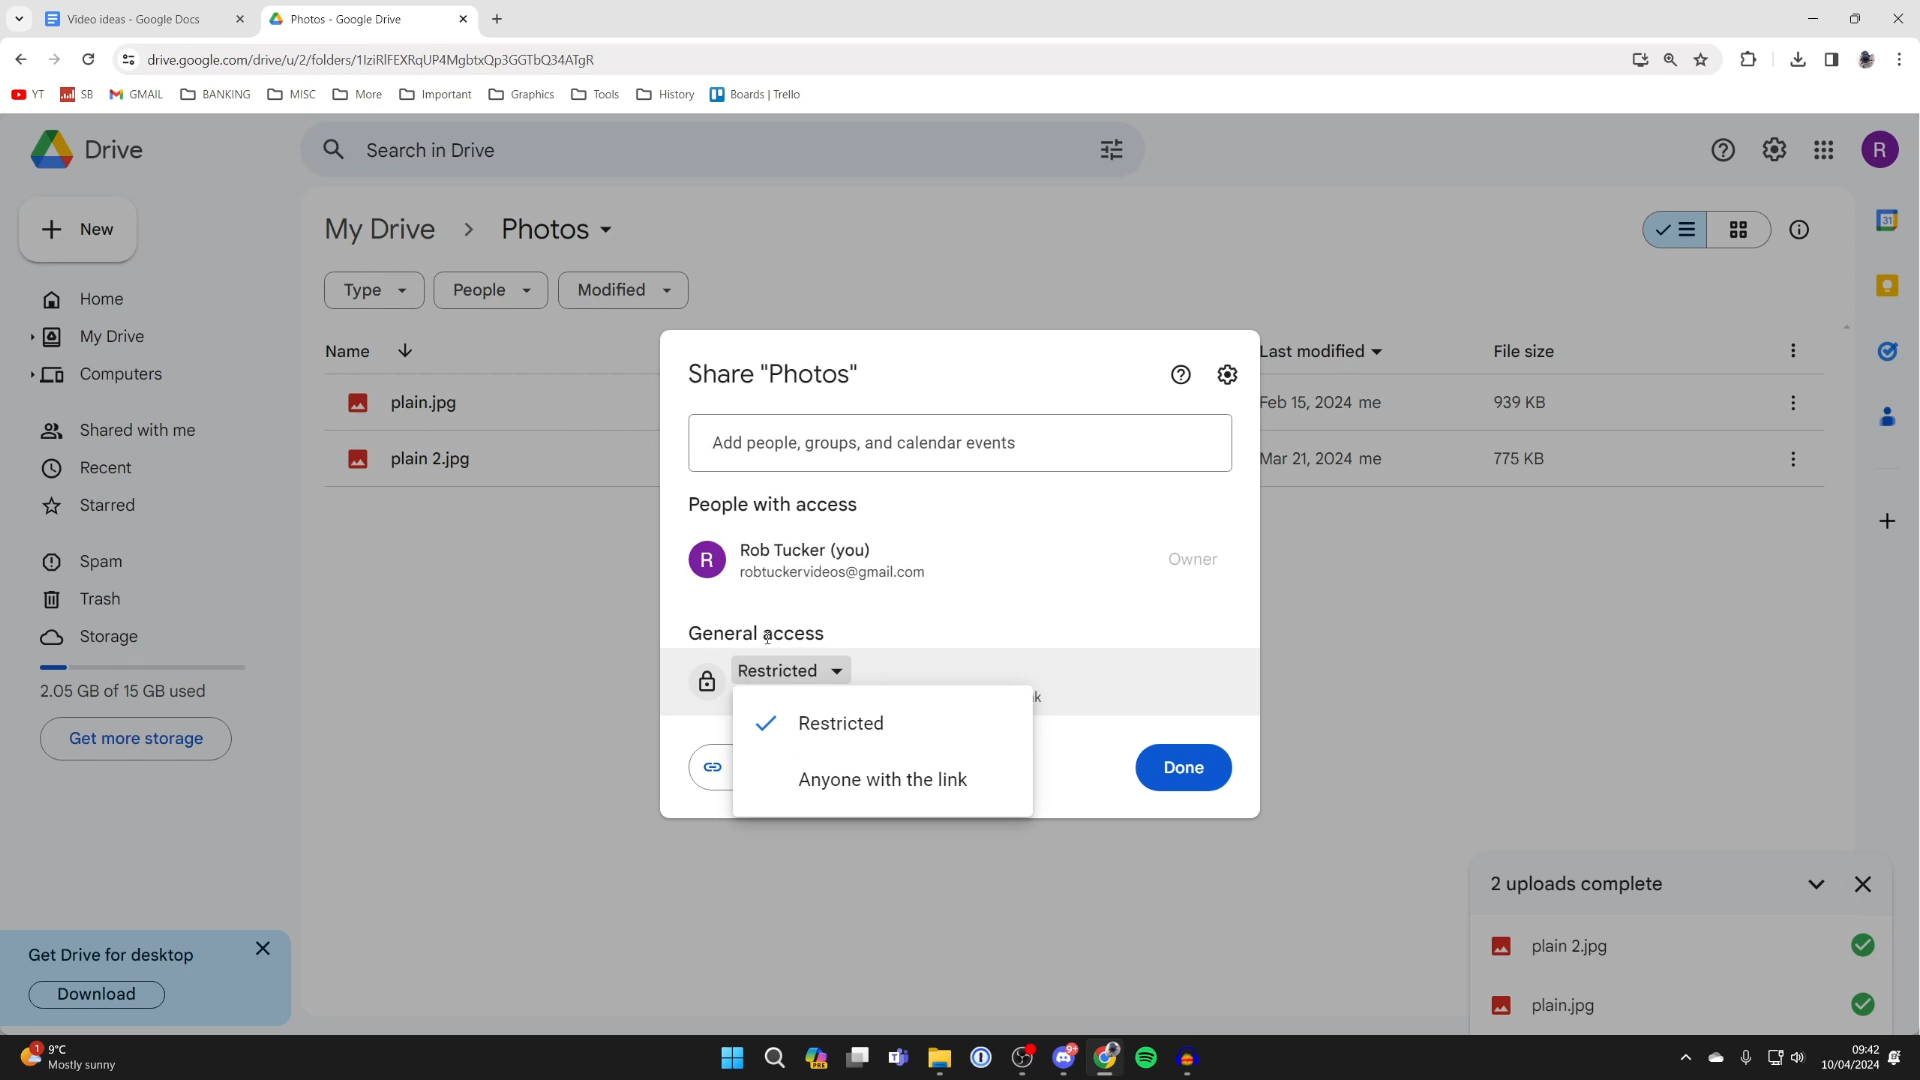 Video ideas - Google Docs
Photos - Google Drive
drive.google.com/drive/u/2/folders/1IziRlFEXRqUP4MgbtxQp3GGTbQ34ATgR
YT
SB
GMAIL
BANKING
MISC
More
Important
Graphics
Tools
History
Boards | Trello
Drive
Search in Drive
R
New
My Drive
Photos
31
Type
People
Modified
Home
My Drive
Computers
Shared with me
Recent
Starred
Spam
Trash
Storage
2.05 GB of 15 GB used
Get more storage
Name
Last modified
File size
plain.jpg
Feb 15, 2024 me
939 KB
plain 2.jpg
Mar 21, 2024 me
775 KB
Share "Photos"
Add people, groups, and calendar events
People with access
R
Rob Tucker (you)
robtuckervideos@gmail.com
Owner
General access
Restricted
k
Restricted
Anyone with the link
Done
2 uploads complete
plain 2.jpg
plain.jpg
Get Drive for desktop
Download
1
9°C
Mostly sunny
PRE
9+
09:42
10/04/2024